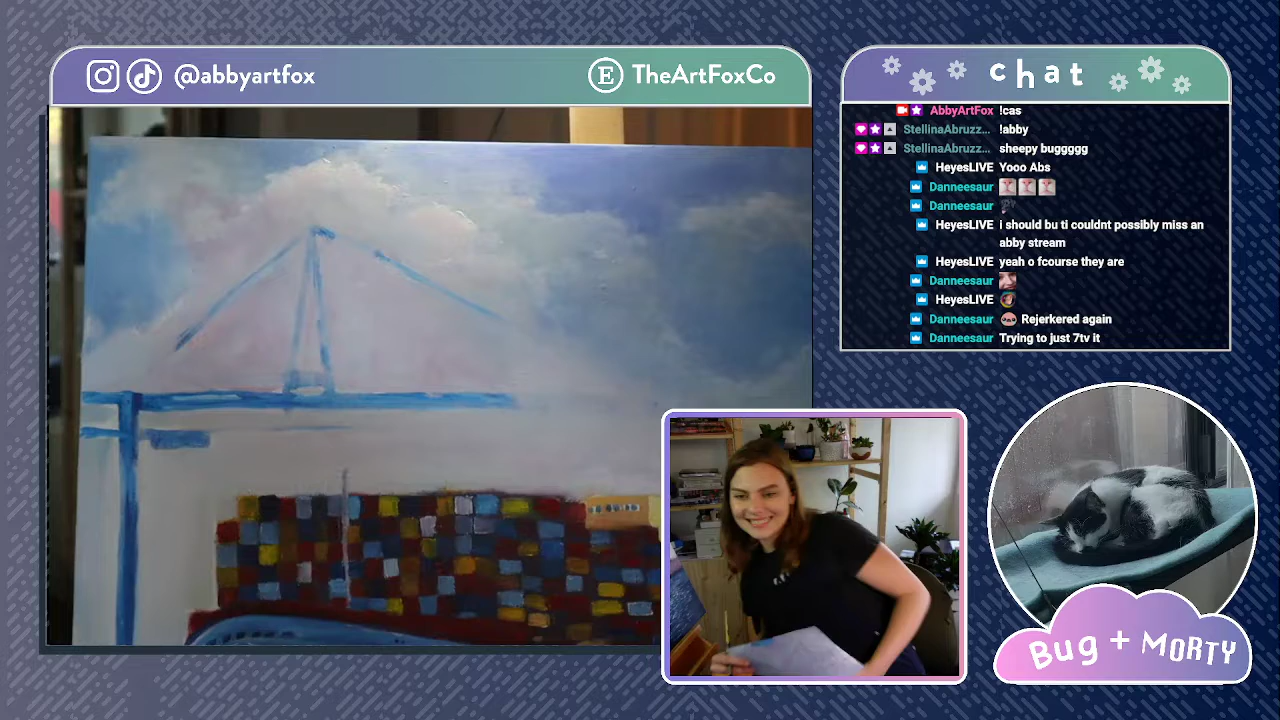 @abbyartfox
E TheArtFoxCo
chat
AbbyArtFox !cas
StellinaAbruzz... !abby
StellinaAbruzz... sheepy buggggg
HeyesLIVE Yooo Abs
Danneesaur
Danneesaur
HeyesLIVE i should bu ti couldnt possibly miss an
abby stream
HeyesLIVE yeah o fcourse they are
Danneesaur
HeyesLIVE
Danneesaur Rejerkered again
Danneesaur Trying to just 7tv it
Bug + MORTY